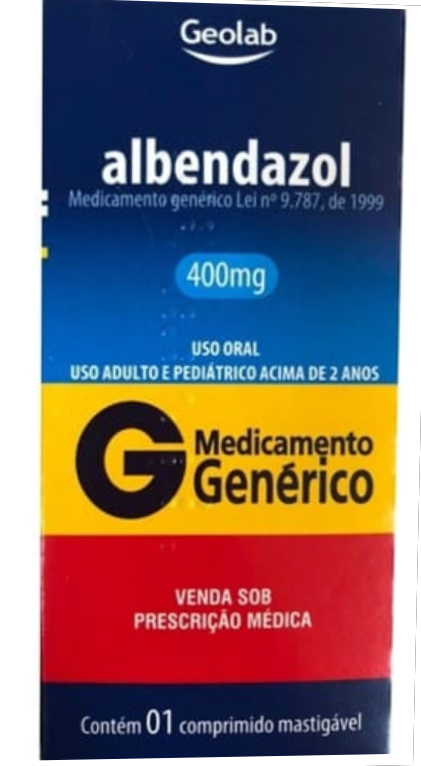 Geolab
albendazol
Medicamento genérico Lei nº 9.787, de 1999
400mg
USO ORAL
USO ADULTO E PEDIÁTRICO ACIMA DE 2 ANOS
G Medicamento
Genérico
VENDA SOB
PRESCRIÇÃO MÉDICA
Contém 01 comprimido mastigável